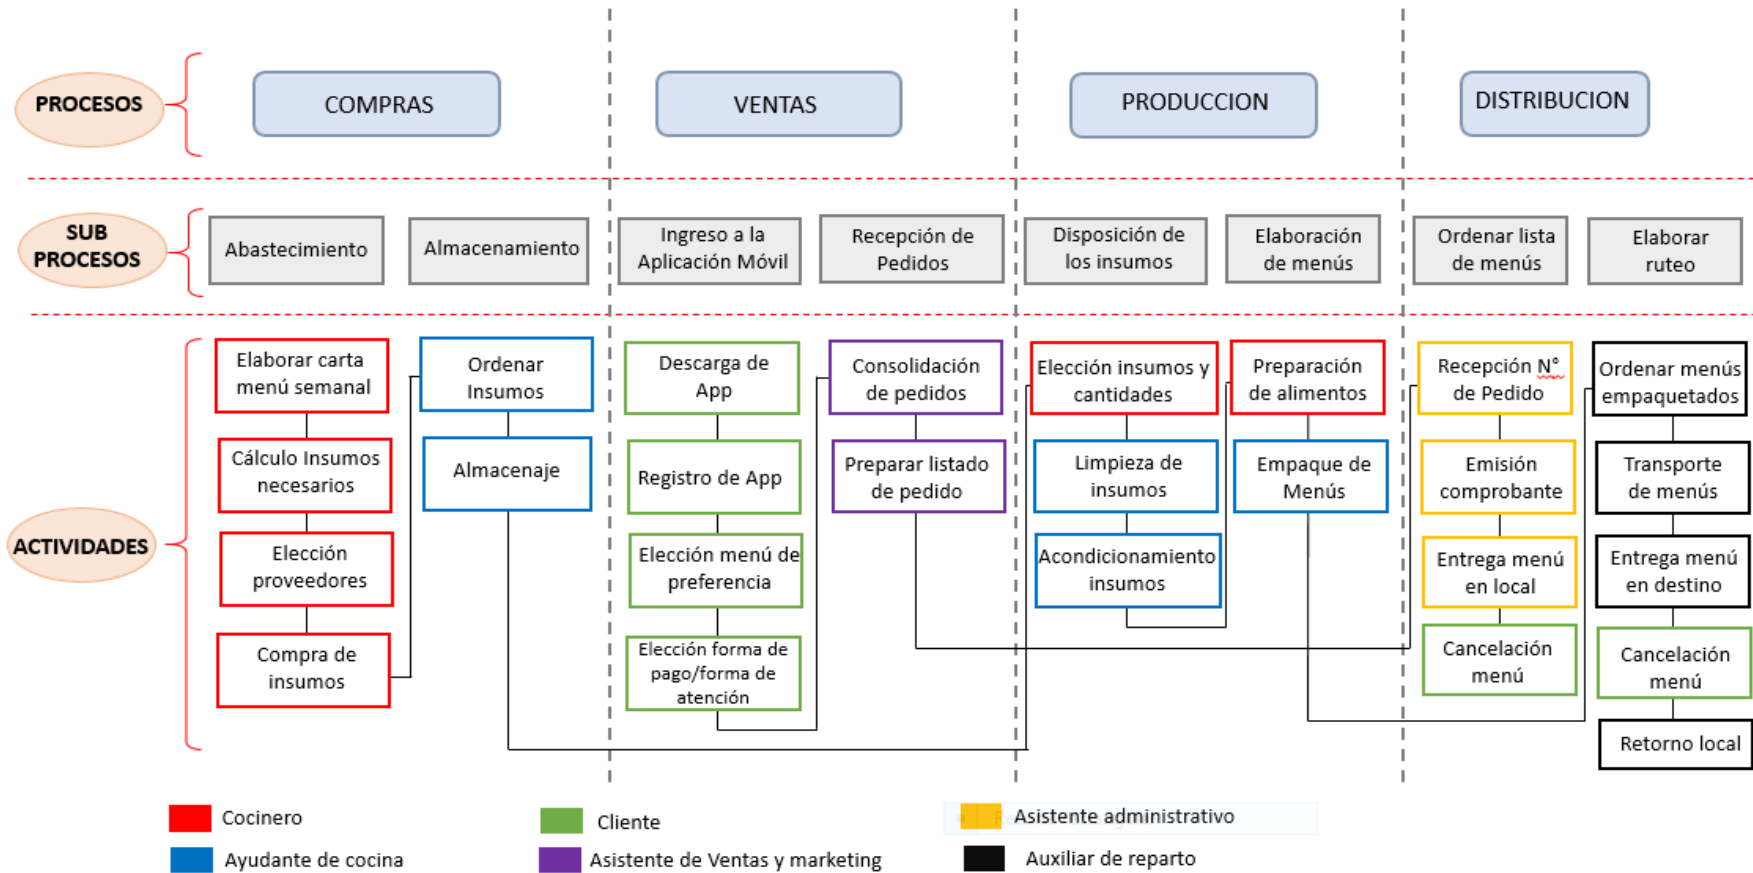 PROCESOS
COMPRAS
VENTAS
PRODUCCION
DISTRIBUCION
SUB
PROCESOS
Abastecimiento
Almacenamiento
Ingreso a la
Aplicación Móvil
Recepción de
Pedidos
Disposición de
los insumos
Elaboración
de menús
Ordenar lista
de menús
Elaborar
ruteo
ACTIVIDADES
Elaborar carta
menú semanal
Cálculo Insumos
necesarios
Elección
proveedores
Compra de
insumos
Ordenar
Insumos
Almacenaje
Descarga de
App
Registro de App
Elección menú de
preferencia
Elección forma de
pago/forma de
atención
Consolidación
de pedidos
Preparar listado
de pedido
Elección insumos y
cantidades
Limpieza de
insumos
Acondicionamiento
insumos
Preparación
de alimentos
Empaque de
Menús
Recepción N°
de Pedido
Emisión
comprobante
Entrega menú
en local
Cancelación
menú
Ordenar menús
empaquetados
Transporte
de menús
Entrega menú
en destino
Cancelación
menú
Retorno local
Cocinero
Cliente
Asistente administrativo
Ayudante de cocina
Asistente de Ventas y marketing
Auxiliar de reparto